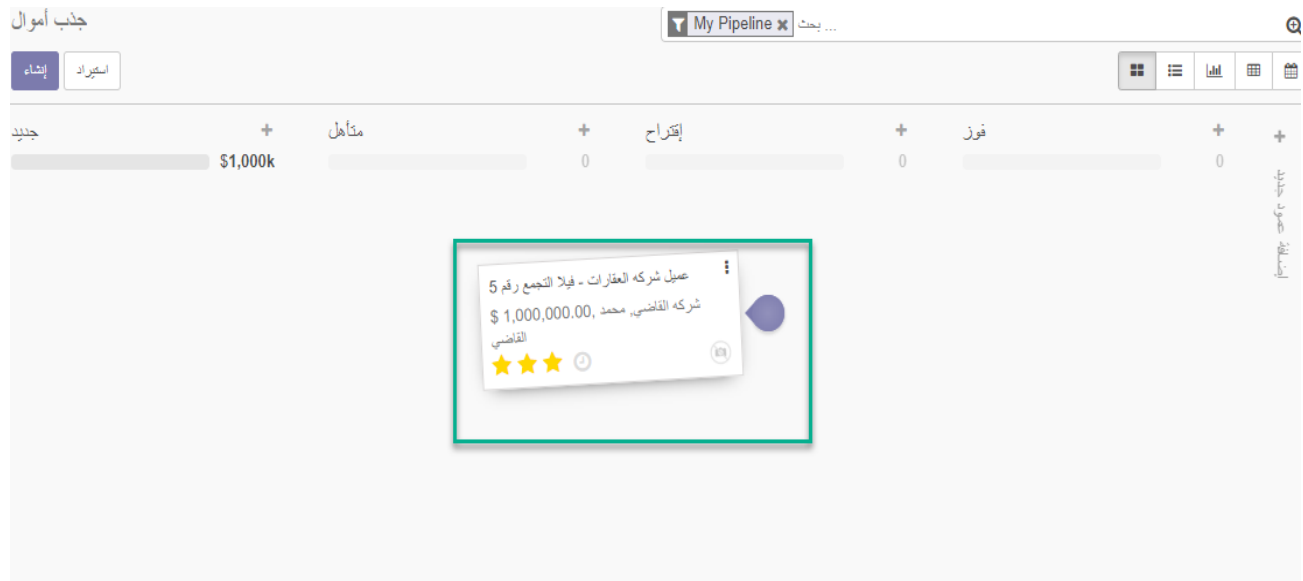 جذب أموال
My Pipeline × بحث ...
إنشاء
استيراد
جديد +
$1,000k
متأهل +
0
إقتراح +
0
فوز +
0
+
إضافة عمود جديد
عميل شركه العقارات - فيلا التجمع رقم 5
$ 1,000,000.00, شركه القاضي, محمد
القاضي